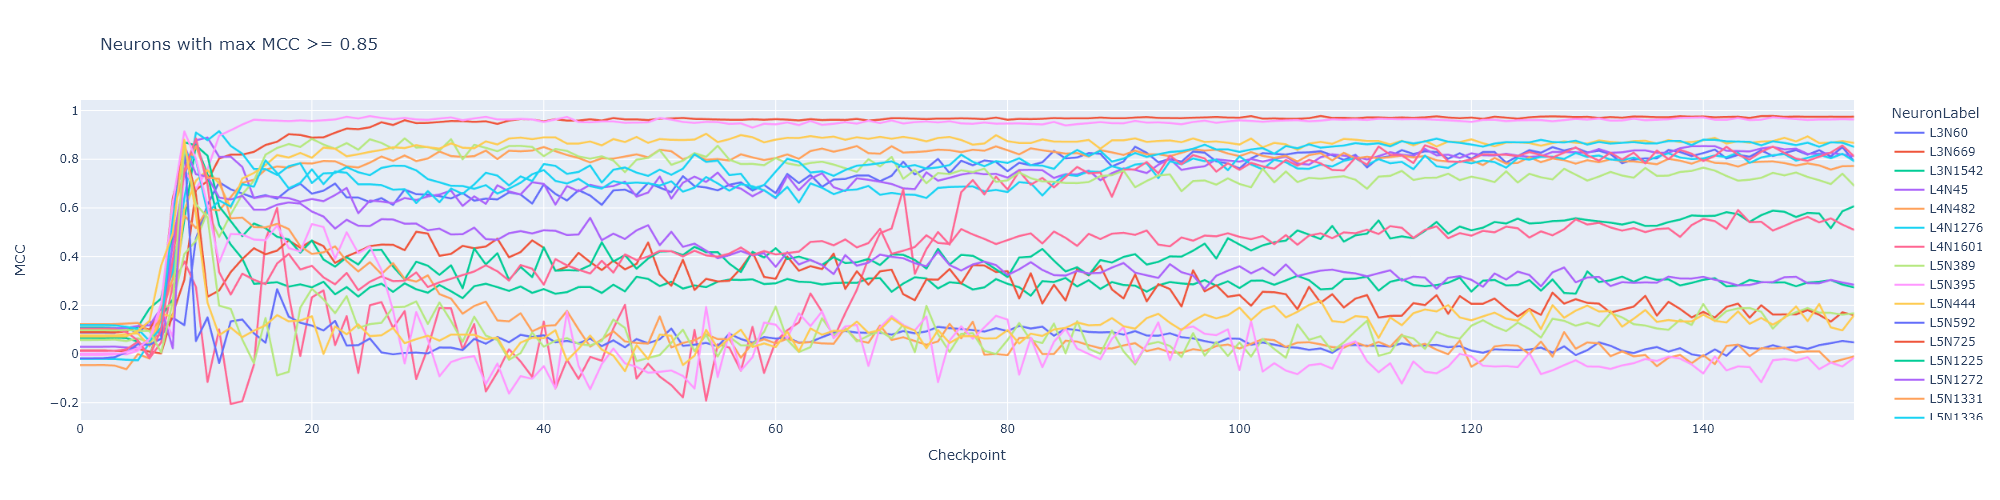 Neurons with max MCC >= 0.85
NeuronLabel
L3N60
L3N669
L3N1542
L4N45
L4N482
L4N1276
L4N1601
L5N389
L5N395
L5N444
L5N592
L5N725
L5N1225
L5N1272
L5N1331
L5N1336
MCC
1
0.8
0.6
0.4
0.2
0
−0.2
0
20
40
60
80
100
120
140
Checkpoint